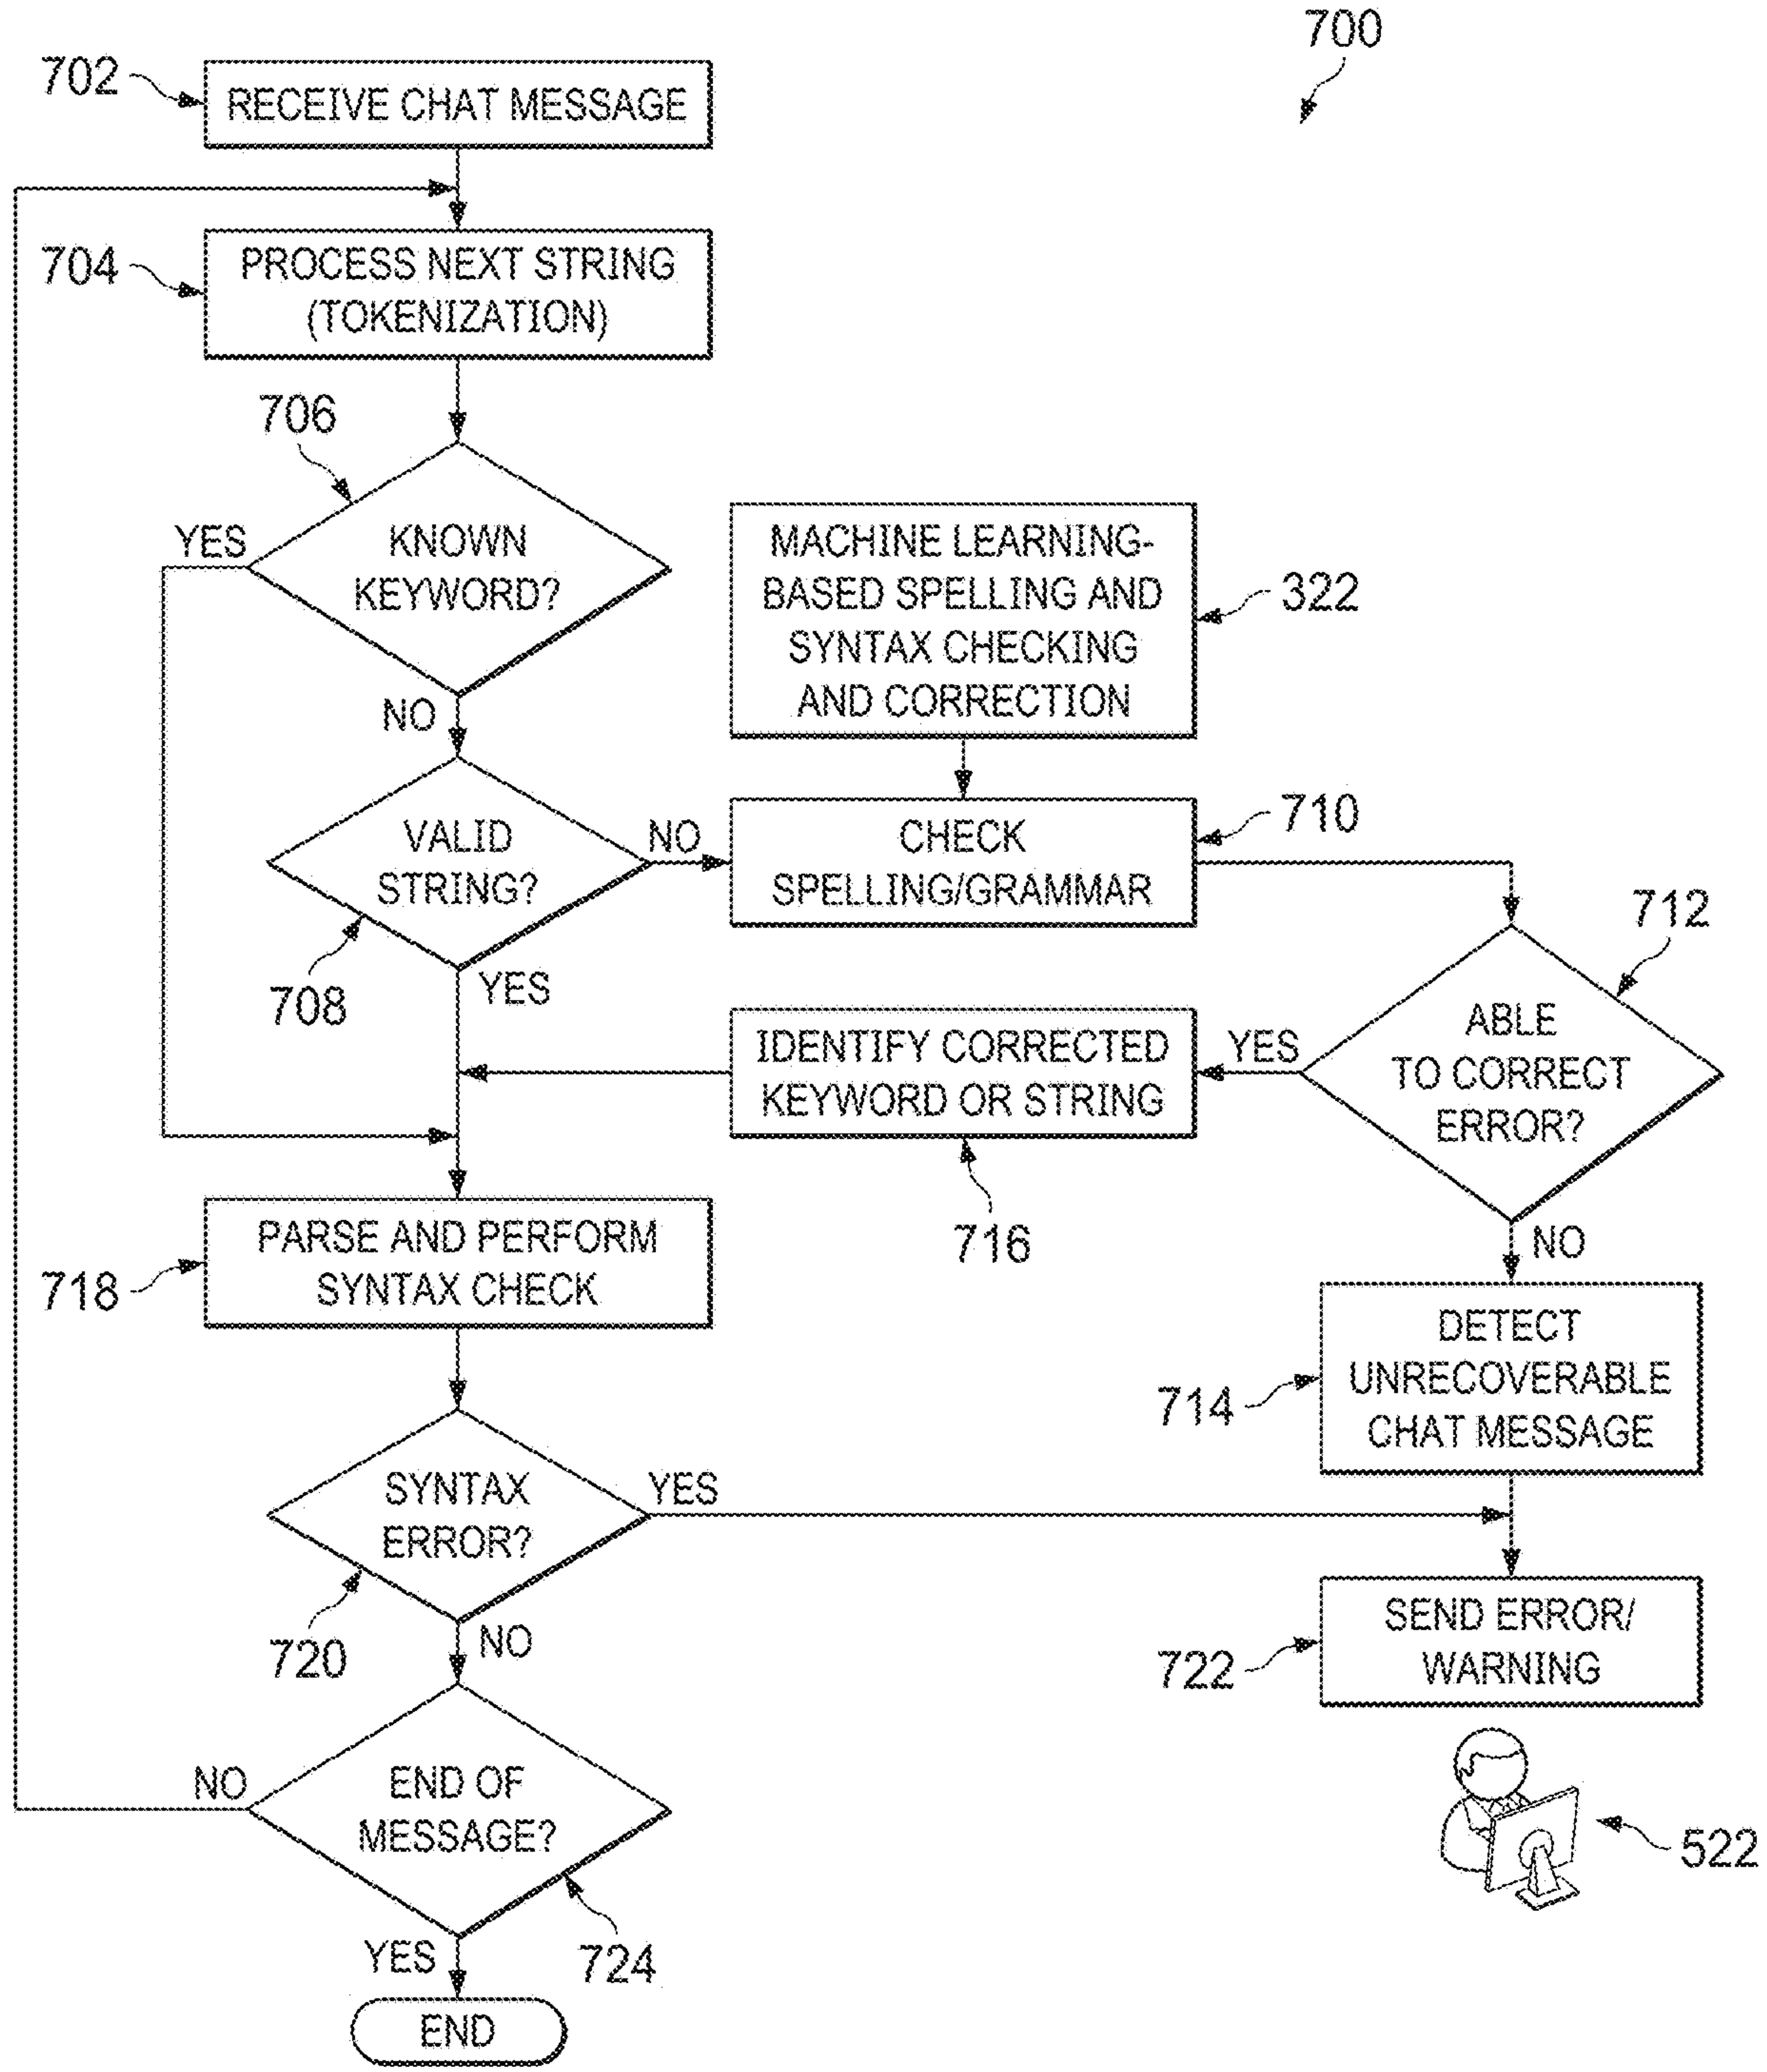 700
702
RECEIVE CHAT MESSAGE
704
PROCESS NEXT STRING
(TOKENIZATION)
706
YES
KNOWN
KEYWORD?
NO
MACHINE LEARNING-
BASED SPELLING AND
SYNTAX CHECKING
AND CORRECTION
322
VALID
STRING?
NO
708
YES
CHECK
SPELLING/GRAMMAR
710
712
ABLE
TO CORRECT
ERROR?
YES
NO
IDENTIFY CORRECTED
KEYWORD OR STRING
716
718
PARSE AND PERFORM
SYNTAX CHECK
714
DETECT
UNRECOVERABLE
CHAT MESSAGE
SYNTAX
ERROR?
YES
720
NO
722
SEND ERROR/
WARNING
522
NO
END OF
MESSAGE?
724
YES
END